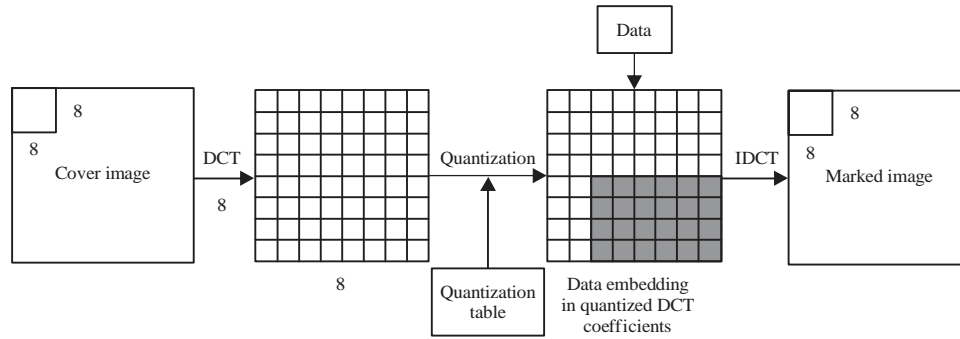 Data
8
8
Cover image
DCT
8
8
Quantization
Quantization
table
Data embedding
in quantized DCT
coefficients
IDCT
8
8
Marked image